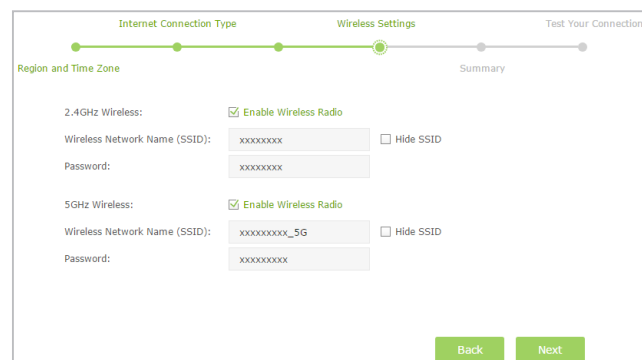 Internet Connection Type Wireless Settings Test Your Connection
Region and Time Zone Summary
2.4GHz Wireless: Enable Wireless Radio
Wireless Network Name (SSID): xxxxxxxx Hide SSID
Password: xxxxxxxx
5GHz Wireless: Enable Wireless Radio
Wireless Network Name (SSID): xxxxxxxxx_5G Hide SSID
Password: xxxxxxxxx
Back Next